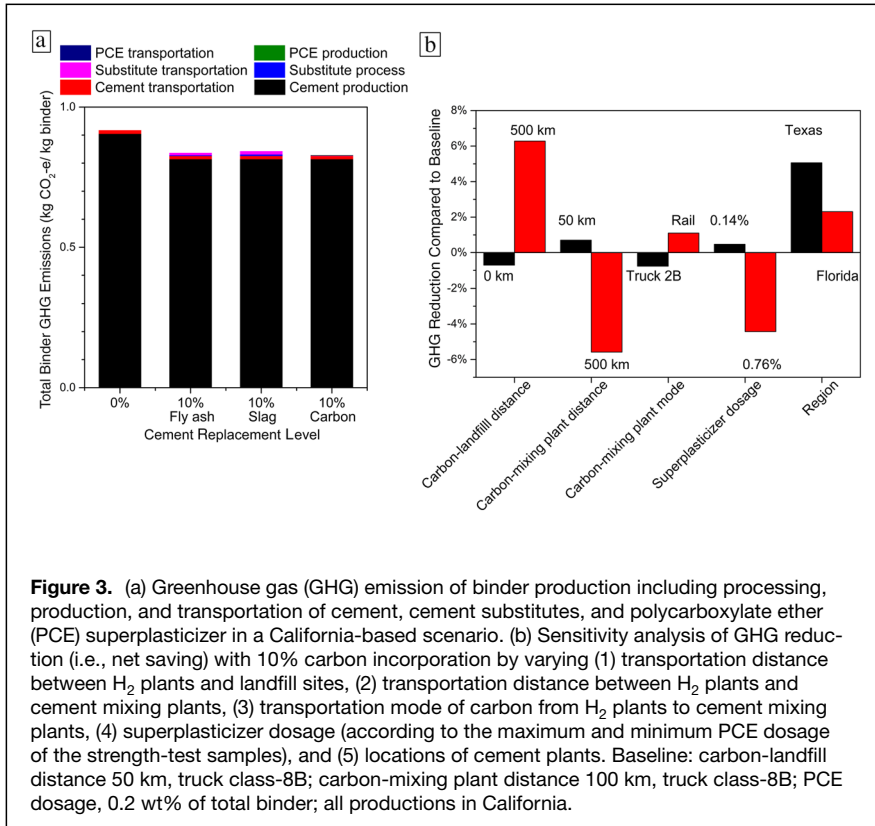 a
PCE transportation
PCE production
Substitute transportation
Substitute process
Cement transportation
Cement production
Total Binder GHG Emissions (kg CO2-e/ kg binder)
1.0
0.5
0.0
0%
10%
10%
10%
Fly ash
Slag
Carbon
Cement Replacement Level
b
GHG Reduction Compared to Baseline
8%
6%
4%
2%
0%
-2%
-4%
-6%
500 km
Texas
50 km
Rail
0.14%
0 km
Truck 2B
Florida
500 km
0.76%
Carbon-landfilll distance
Carbon-mixing plant distance
Carbon-mixing plant mode
Superplasticizer dosage
Region
Figure 3. (a) Greenhouse gas (GHG) emission of binder production including processing,
production, and transportation of cement, cement substitutes, and polycarboxylate ether
(PCE) superplasticizer in a California-based scenario. (b) Sensitivity analysis of GHG reduc-
tion (i.e., net saving) with 10% carbon incorporation by varying (1) transportation distance
between H2 plants and landfill sites, (2) transportation distance between H2 plants and
cement mixing plants, (3) transportation mode of carbon from H2 plants to cement mixing
plants, (4) superplasticizer dosage (according to the maximum and minimum PCE dosage
of the strength-test samples), and (5) locations of cement plants. Baseline: carbon-landfill
distance 50 km, truck class-8B; carbon-mixing plant distance 100 km, truck class-8B; PCE
dosage, 0.2 wt% of total binder; all productions in California.